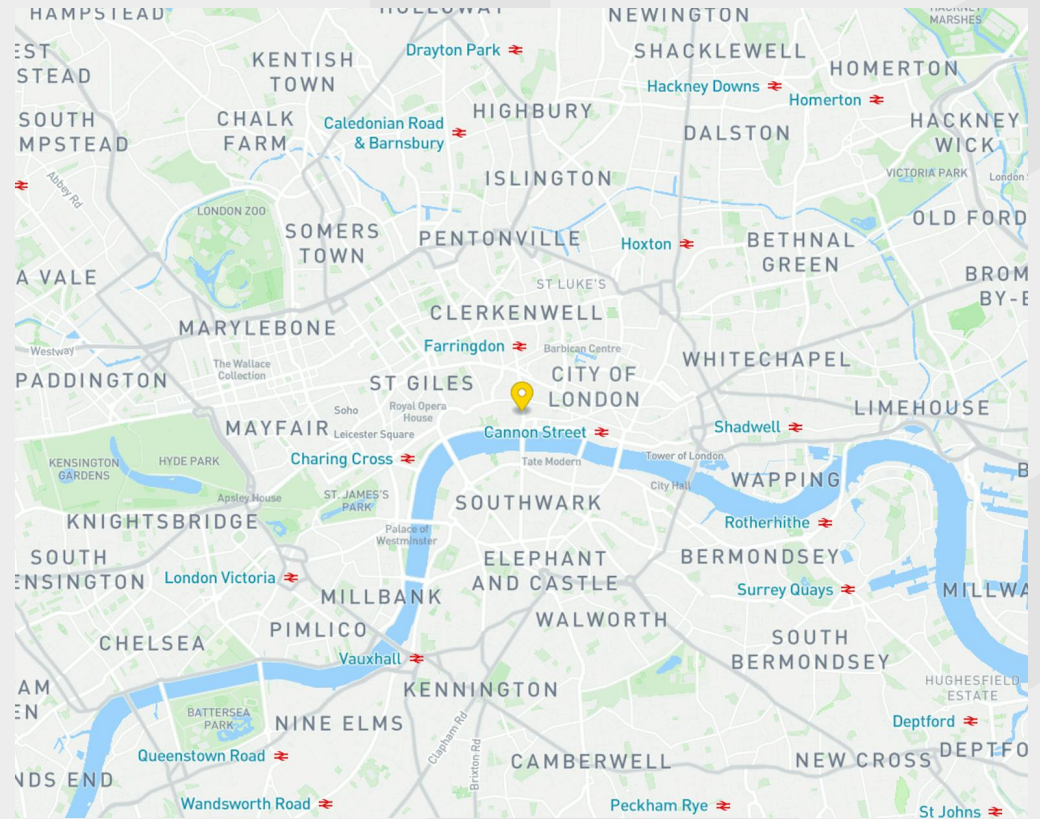 HAMPSTEAD
HOLLOWAY
NEWINGTON
HACKNEY
MARSHES
EST
STEAD
Drayton Park
SHACKLEWELL
KENTISH
TOWN
HOMERTON
Hackney Downs
Homerton
SOUTH
MPSTEAD
CHALK
FARM
Caledonian Road
& Barnsbury
HIGHBURY
DALSTON
HACKNEY
WICK
Abbey Rd
ISLINGTON
VICTORIA PARK
London
LONDON ZOO
OLD FORD
SOMERS
TOWN
PENTONVILLE
Hoxton
BETHNAL
GREEN
A VALE
ST LUKE'S
BROM
BY-B
CLERKENWELL
MARYLEBONE
Westway
Farringdon
Barbican Centre
The Wallace
Collection
WHITECHAPEL
PADDINGTON
ST GILES
CITY OF
LONDON
Soho
Royal Opera
House
LIMEHOUSE
MAYFAIR
Leicester Square
Cannon Street
Shadwell
KENSINGTON
GARDENS
HYDE PARK
Charing Cross
Tate Modern
Tower of London
WAPPING
B
Apsley House
ST. JAMES'S
PARK
City Hall
SOUTHWARK
KNIGHTSBRIDGE
Palace of
Westminster
Rotherhithe
SOUTH
ENSINGTON
London Victoria
ELEPHANT
AND CASTLE
BERMONDSEY
Surrey Quays
MILLWA
MILLBANK
WALWORTH
CHELSEA
PIMLICO
SOUTH
BERMONDSEY
Vauxhall
KENNINGTON
HUGHESFIELD
ESTATE
AM
EN
BATTERSEA
PARK
NINE ELMS
Clapham Rd
Brixton Rd
Deptford
Queenstown Road
CAMBERWELL
NEW CROSS
DEPTFO
NDS END
Wandsworth Road
Peckham Rye
St Johns